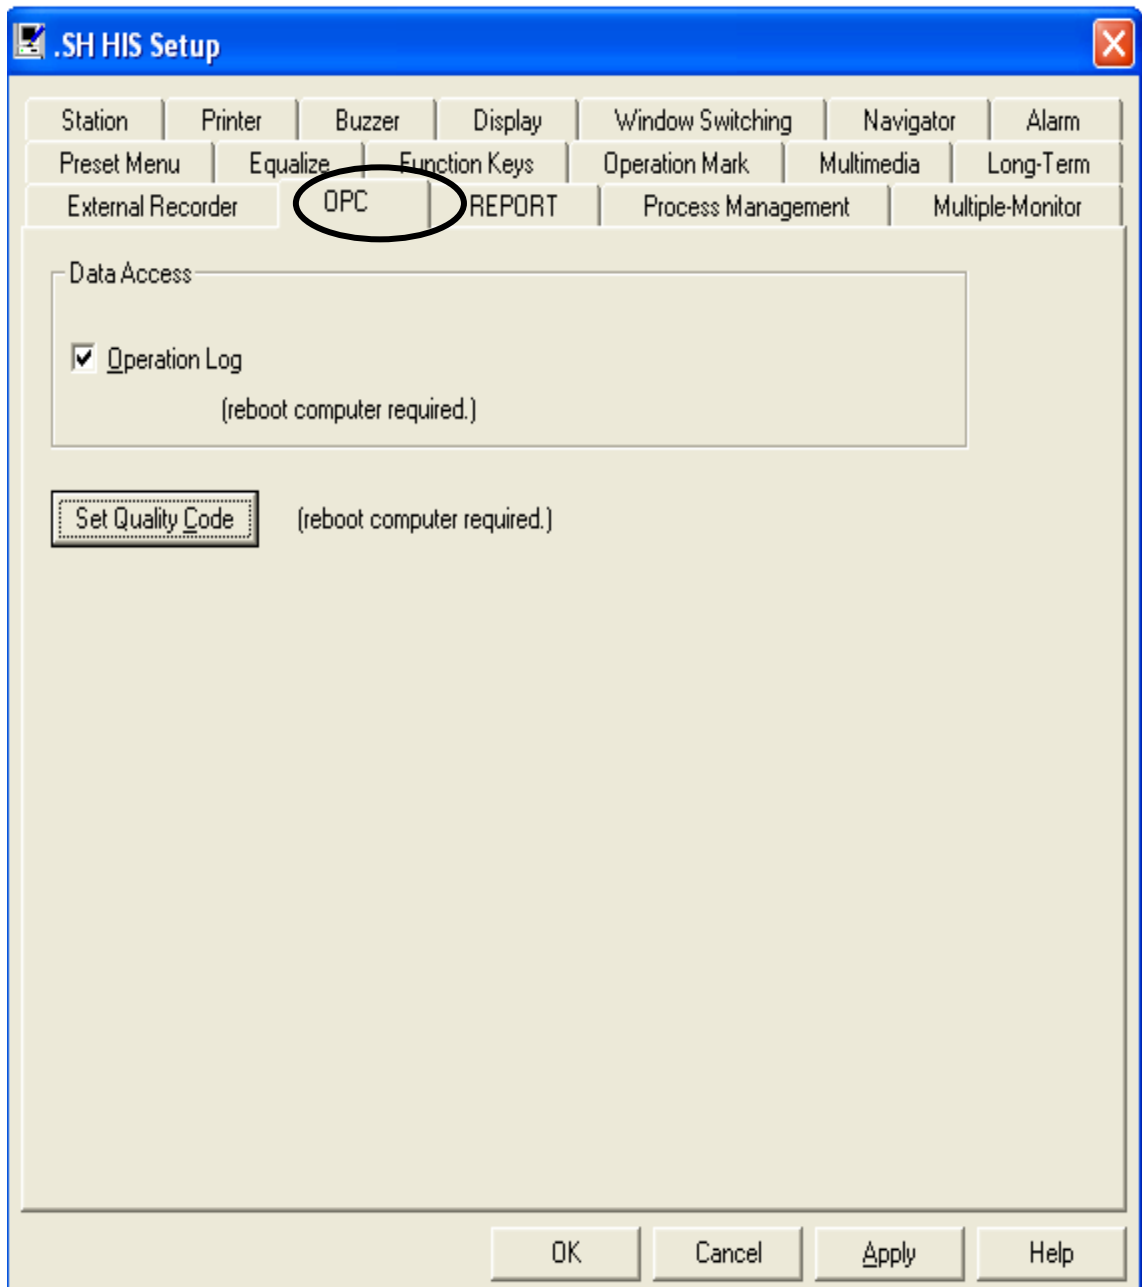 .SH HIS Setup
Station Printer Buzzer Display Window Switching Navigator Alarm
Preset Menu Equalize Function Keys Operation Mark Multimedia Long-Term
External Recorder OPC REPORT Process Management Multiple-Monitor
Data Access
Operation Log
(reboot computer required.)
Set Quality Code (reboot computer required.)
OK Cancel Apply Help